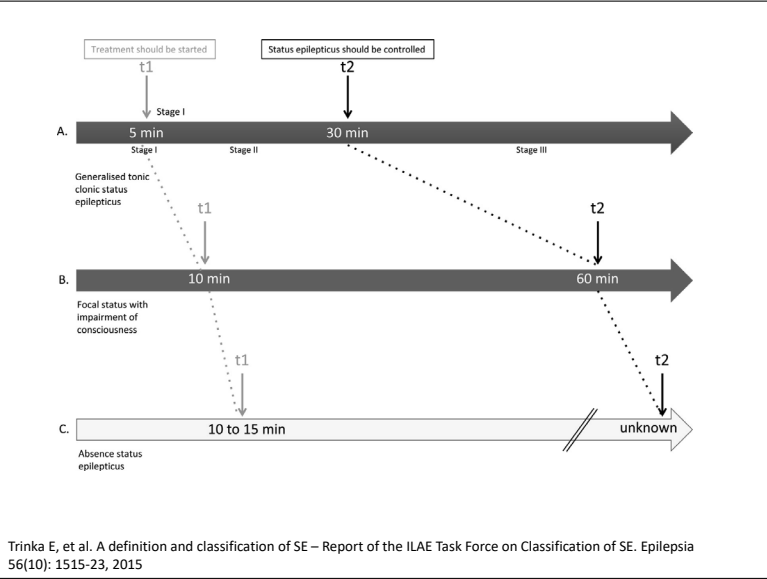 Treatment should be started
t1
Status epilepticus should be controlled
t2
Stage I
A.
5 min
30 min
Stage I
Stage II
Stage III
Generalised tonic
clonic status
epilepticus
t1
t2
B.
10 min
60 min
Focal status with
impairment of
consciousness
t1
t2
C.
10 to 15 min
unknown
Absence status
epilepticus
Trinka E, et al. A definition and classification of SE – Report of the ILAE Task Force on Classification of SE. Epilepsia
56(10): 1515-23, 2015